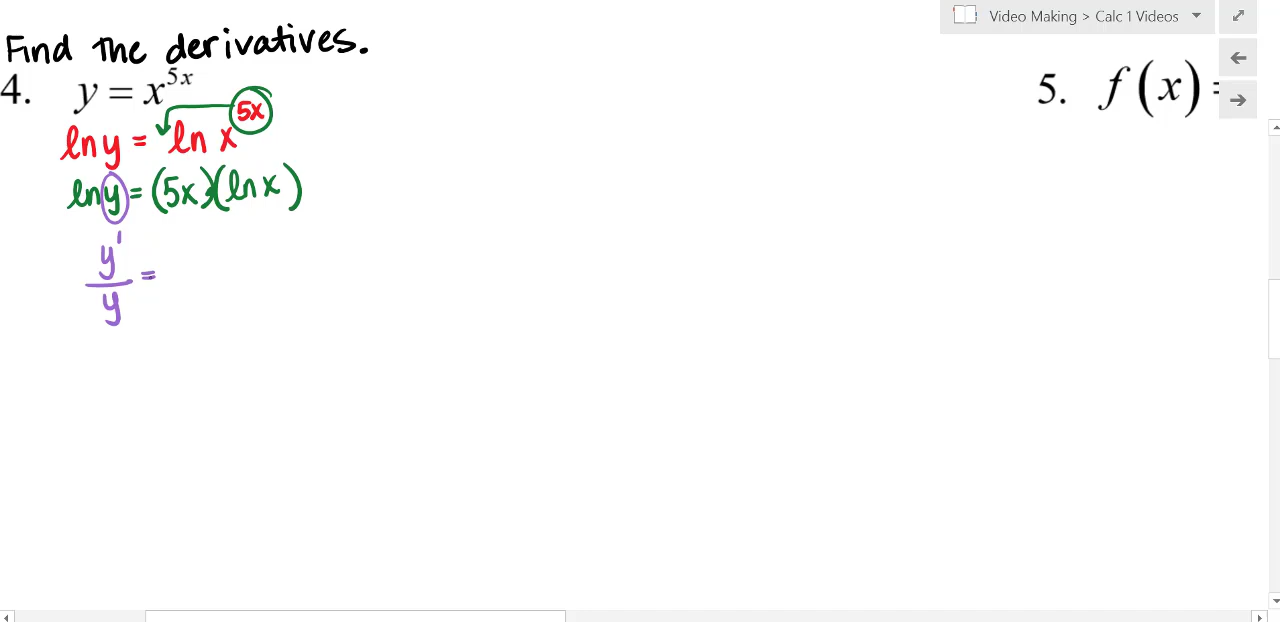 Video Making > Calc 1 Videos
Find the derivatives.
4. y = x^{5x}
5. f(x) =
ln y = ln x^{5x}
ln y = (5x)(ln x)
y'/y =